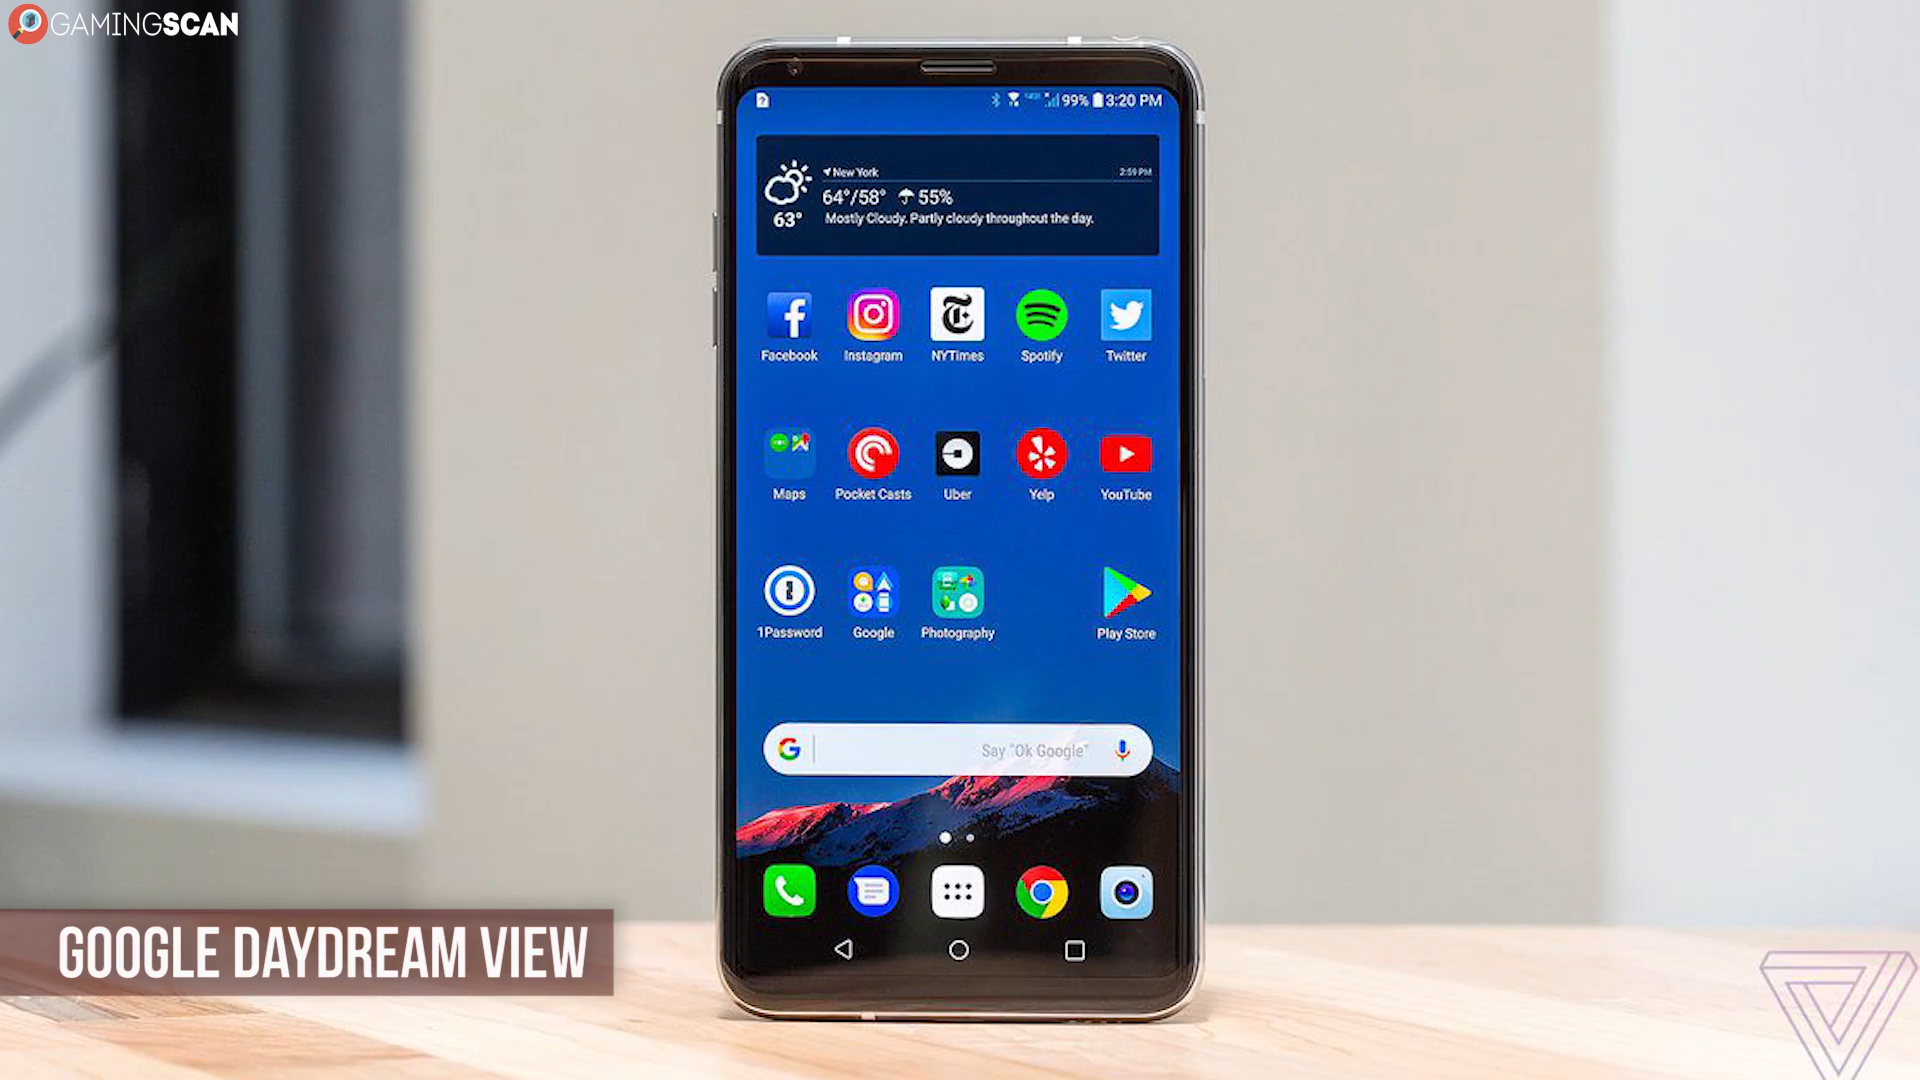 GAMINGSCAN
99% 3:20 PM
New York 2:59 PM
64°/58° 55%
63° Mostly Cloudy. Partly cloudy throughout the day.
Facebook Instagram NYTimes Spotify Twitter
Maps Pocket Casts Uber Yelp YouTube
1Password Google Photography Play Store
Say "Ok Google"
GOOGLE DAYDREAM VIEW